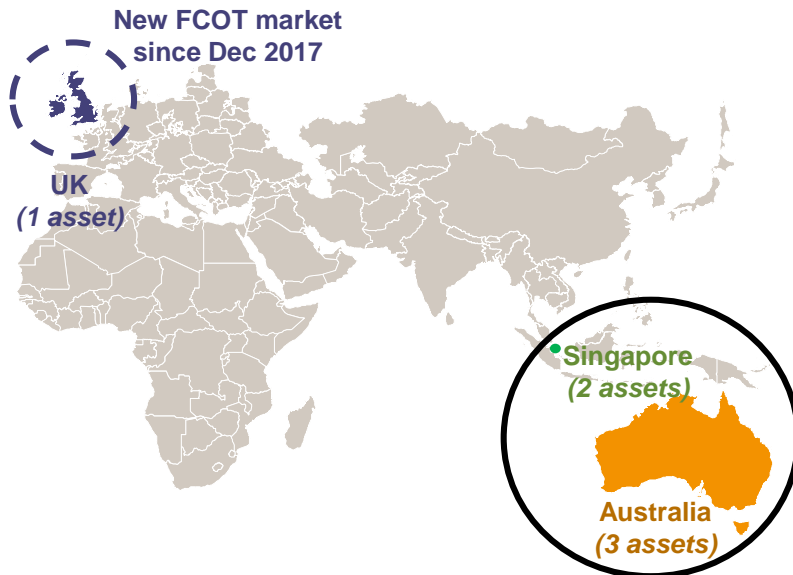 New FCOT market
since Dec 2017
UK
(1 asset)
Singapore
(2 assets)
Australia
(3 assets)